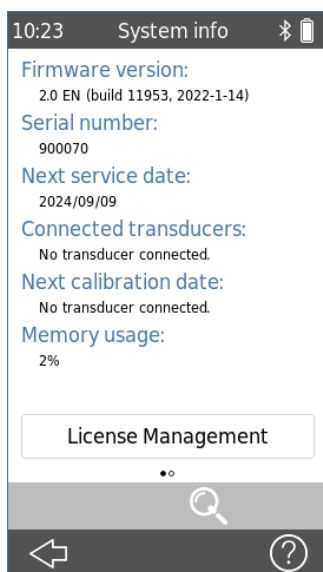 10:23 System info
Firmware version:
2.0 EN (build 11953, 2022-1-14)
Serial number:
900070
Next service date:
2024/09/09
Connected transducers:
No transducer connected.
Next calibration date:
No transducer connected.
Memory usage:
2%
License Management
?